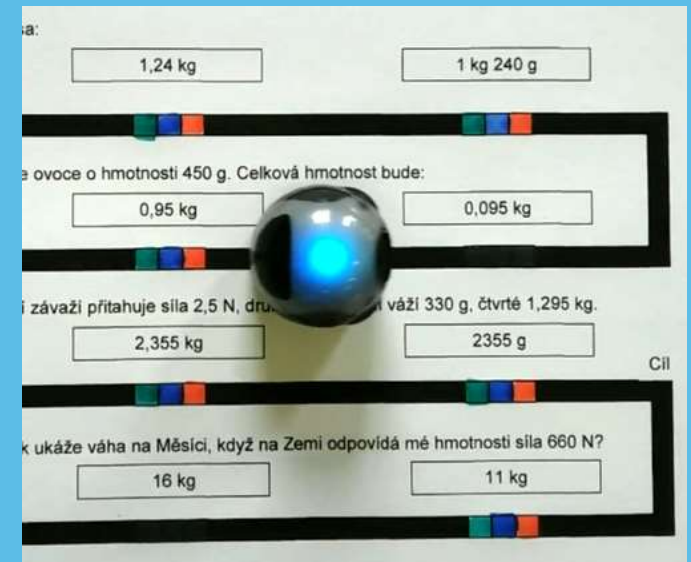 sa:
1,24 kg 1 kg 240 g
e ovoce o hmotnosti 450 g. Celková hmotnost bude:
0,95 kg 0,095 kg
í závaží přitahuje síla 2,5 N, váží 330 g, čtvrté 1,295 kg.
2,355 kg 2355 g
Cíl
k ukáže váha na Měsíci, když na Zemi odpovídá mé hmotnosti síla 660 N?
16 kg 11 kg